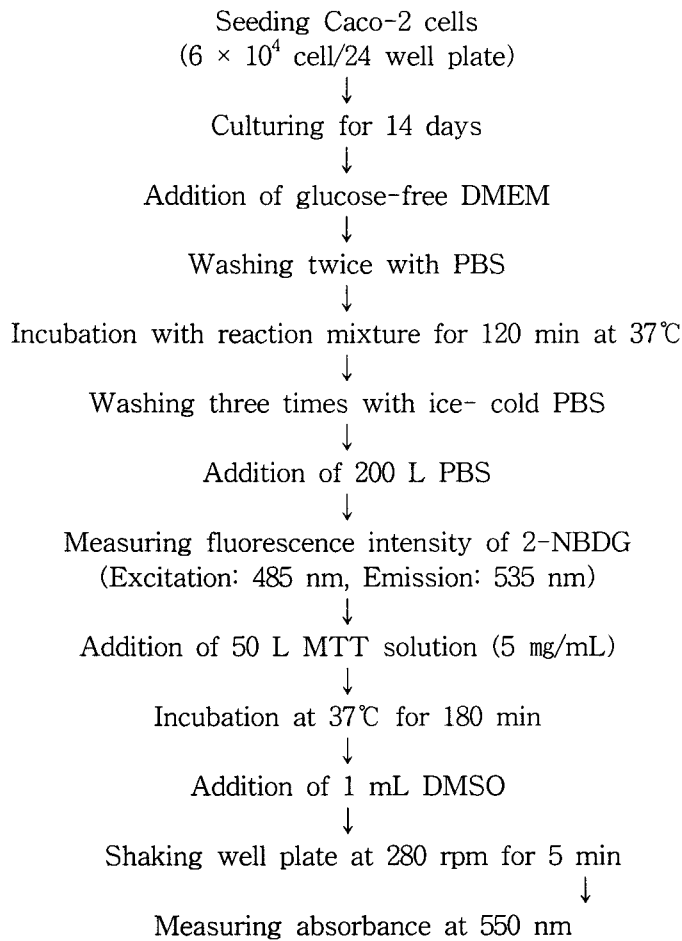 Seeding Caco-2 cells
(6 × 10⁴ cell/24 well plate)
↓
Culturing for 14 days
↓
Addition of glucose-free DMEM
↓
Washing twice with PBS
↓
Incubation with reaction mixture for 120 min at 37℃
↓
Washing three times with ice- cold PBS
↓
Addition of 200 L PBS
↓
Measuring fluorescence intensity of 2-NBDG
(Excitation: 485 nm, Emission: 535 nm)
↓
Addition of 50 L MTT solution (5 ㎎/mL)
↓
Incubation at 37℃ for 180 min
↓
Addition of 1 mL DMSO
↓
Shaking well plate at 280 rpm for 5 min
↓
Measuring absorbance at 550 nm